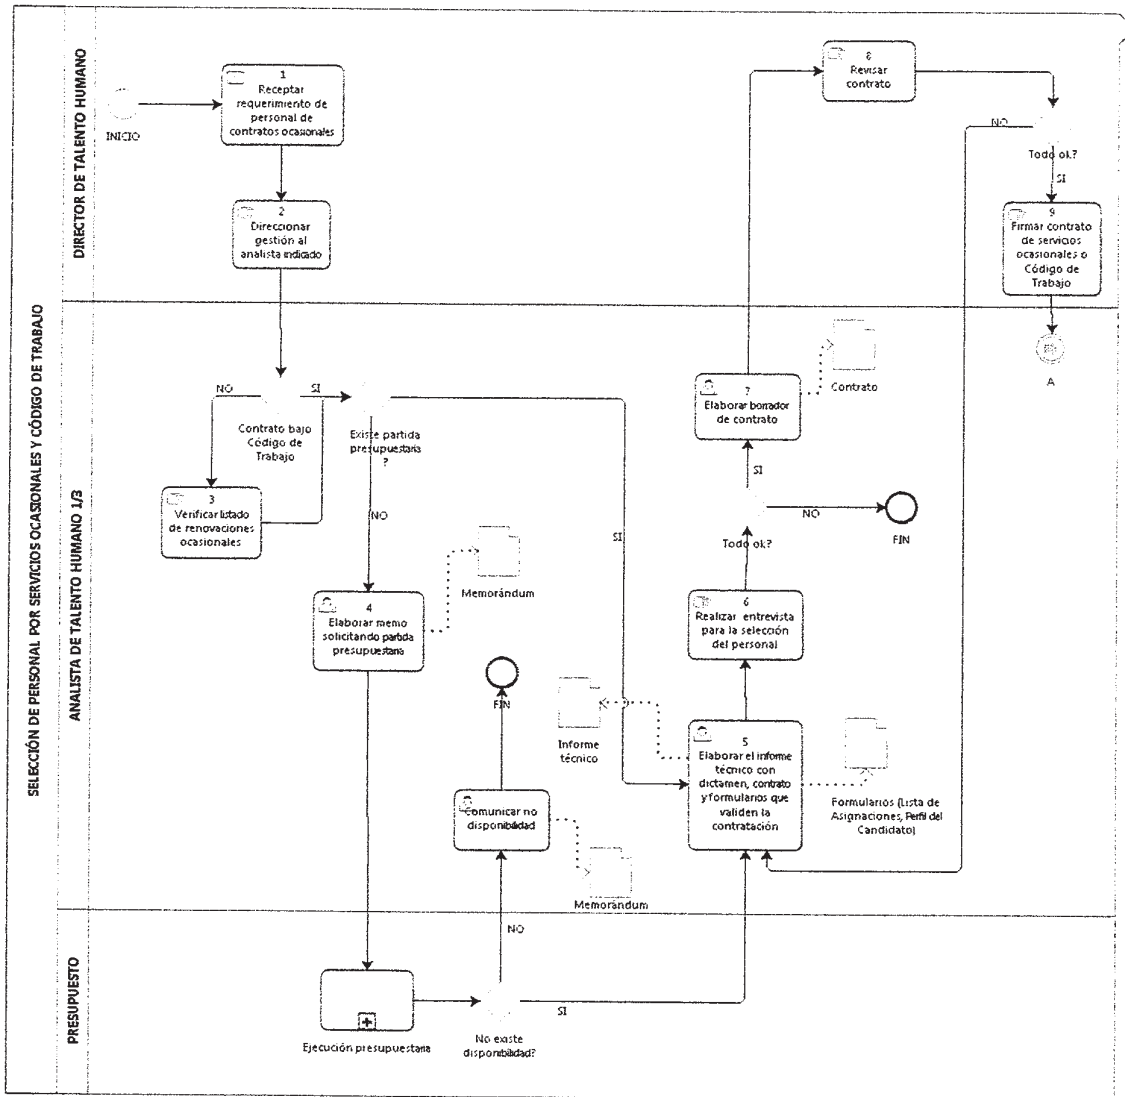 SELECCIÓN DE PERSONAL POR SERVICIOS OCASIONALES Y CÓDIGO DE TRABAJO
DIRECTOR DE TALENTO HUMANO
INICIO
1
Receptar
requerimiento de
personal de
contratos ocasionales
2
Direccionar
gestión al
analista indicado
8
Revisar
contrato
NO
Todo ok?
SI
9
Firmar contrato
de servicios
ocasionales o
Código de
Trabajo
ANALISTA DE TALENTO HUMANO 1/3
A
NO
SI
Contrato bajo
Código de
Trabajo
Existe partida
presupuestaria
?
3
Verificar listado
de renovaciones
ocasionales
NO
SI
4
Elaborar memo
solicitando partida
presupuestaria
Memorándum
7
Elaborar borrador
de contrato
Contrato
SI
NO
FIN
Todo ok?
6
Realizar entrevista
para la selección
del personal
FIN
Informe
técnico
5
Elaborar el informe
técnico con
dictamen, contrato
y formularios que
validen la
contratación
Formularios (Lista de
Asignaciones, Perfil del
Candidato)
Comunicar no
disponibilidad
Memorándum
PRESUPUESTO
NO
SI
Ejecución presupuestaria
No existe
disponibilidad?